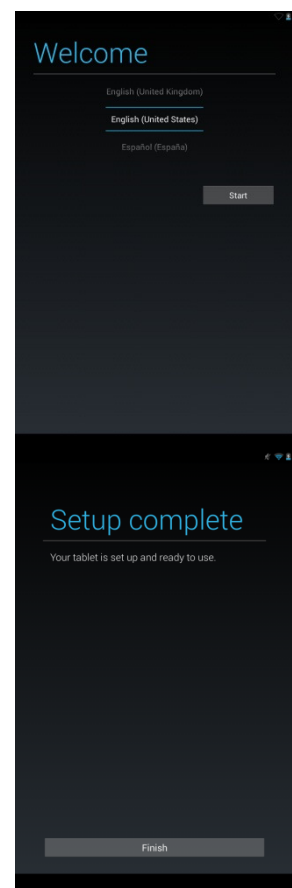 Welcome
English (United Kingdom)
English (United States)
Español (España)
Start
Setup complete
Your tablet is set up and ready to use.
Finish